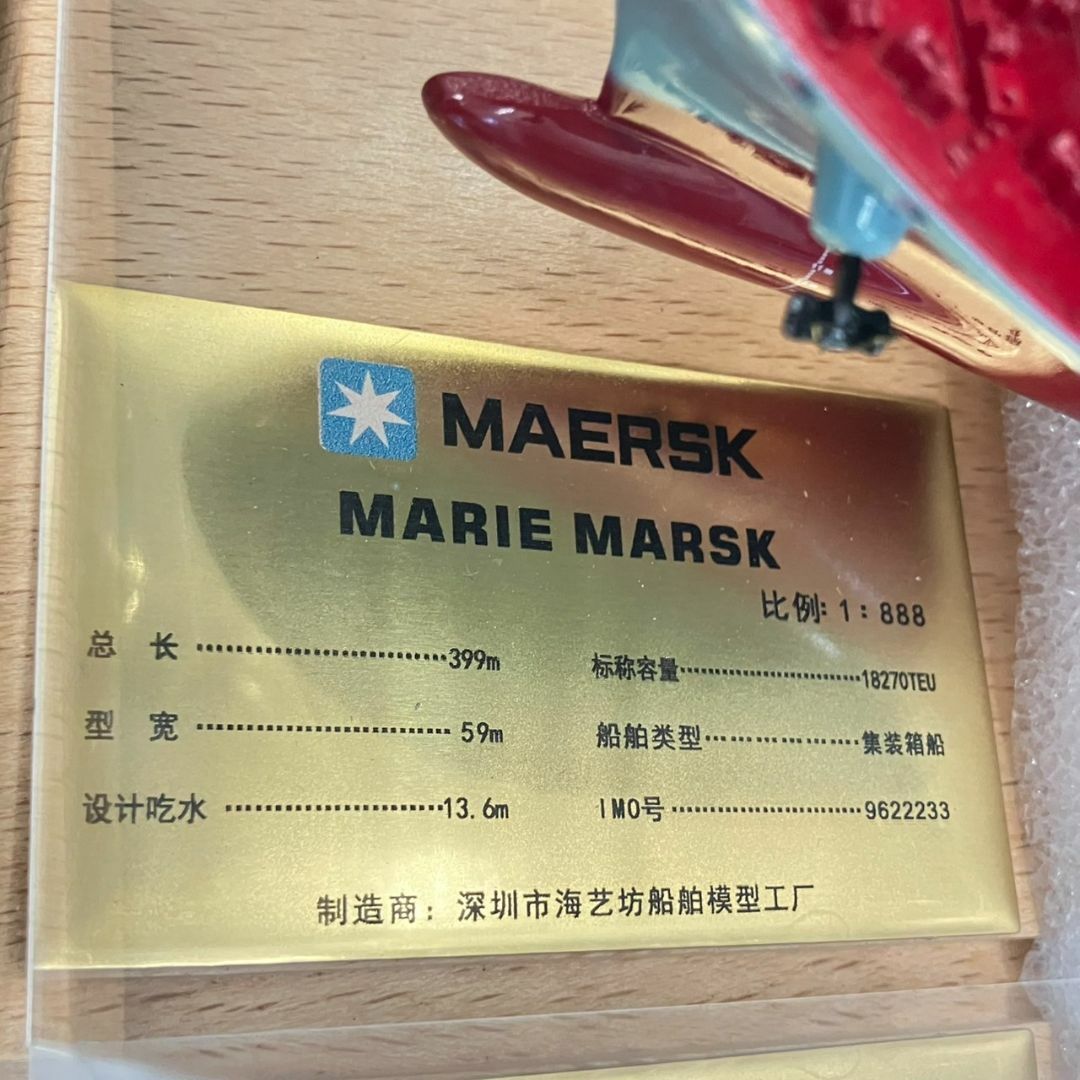 MAERSK
MARIE MARSK
比例: 1 : 888
总 长 399m
标称容量 18270TEU
型 宽 59m
船舶类型 集装箱船
设计吃水 13.6m
IMO号 9622233
制造商: 深圳市海艺坊船舶模型工厂